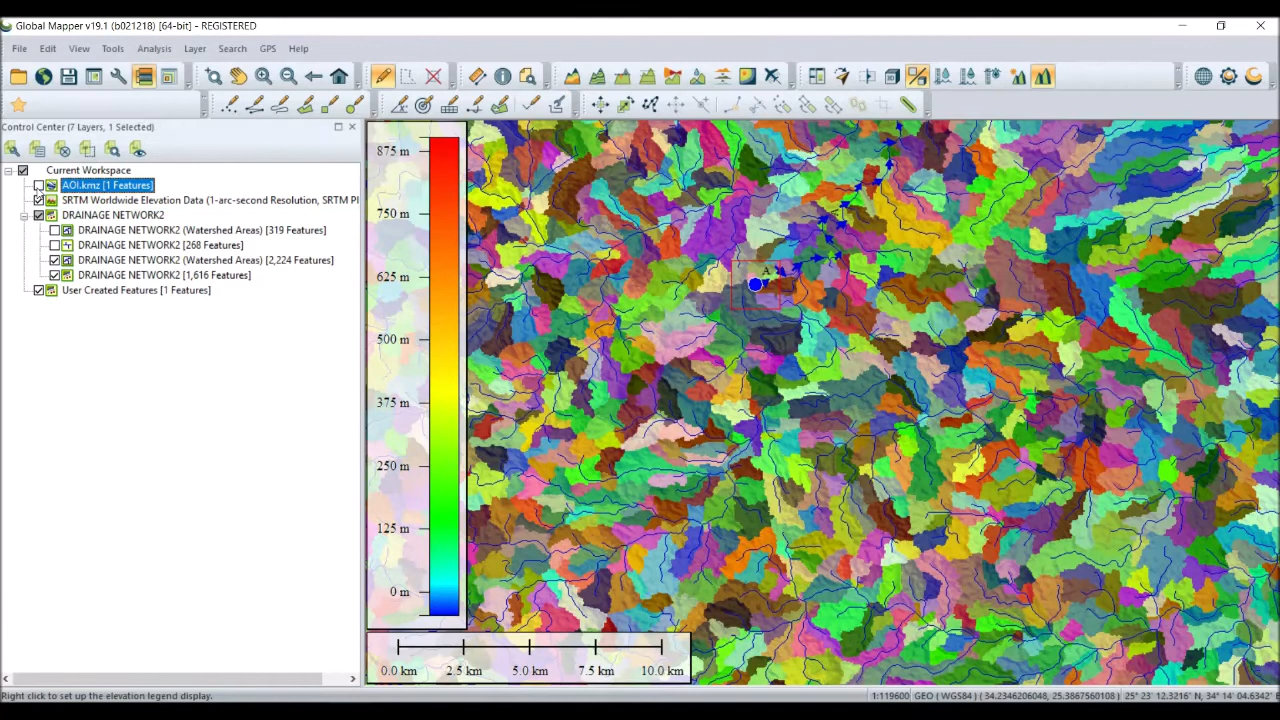 Global Mapper v19.1 (b021218) [64-bit] - REGISTERED
File Edit View Tools Analysis Layer Search GPS Help
Control Center (7 Layers, 1 Selected)
Current Workspace
AOI.kmz [1 Features]
SRTM Worldwide Elevation Data (1-arc-second Resolution, SRTM Pl
DRAINAGE NETWORK2
DRAINAGE NETWORK2 (Watershed Areas) [319 Features]
DRAINAGE NETWORK2 [268 Features]
DRAINAGE NETWORK2 (Watershed Areas) [2,224 Features]
DRAINAGE NETWORK2 [1,616 Features]
User Created Features [1 Features]
875 m
750 m
625 m
500 m
375 m
250 m
125 m
0 m
A
0.0 km 2.5 km 5.0 km 7.5 km 10.0 km
Right click to set up the elevation legend display.
1:119600 GEO (WGS84) ( 34.2346206048, 25.3867560108 ) 25° 23' 12.3216" N, 34° 14' 04.6342" E